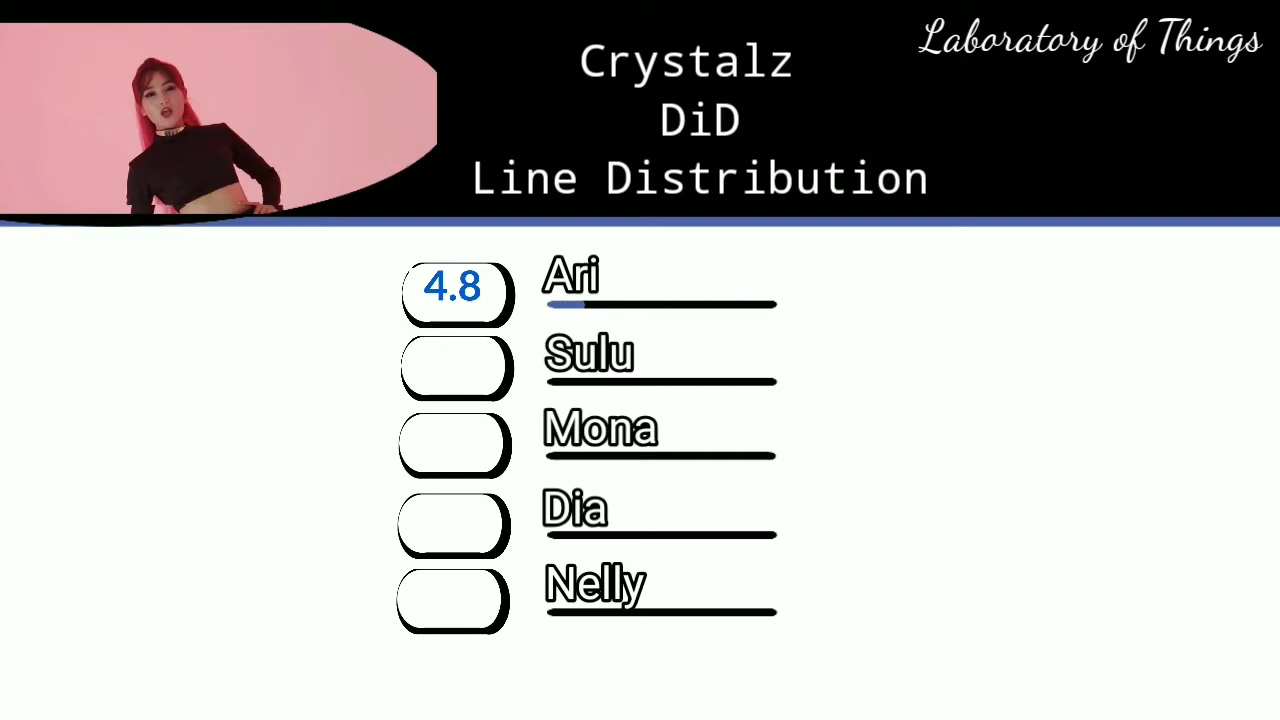 Laboratory of Things
Crystalz
DiD
Line Distribution
4.8
Ari
Sulu
Mona
Dia
Nelly